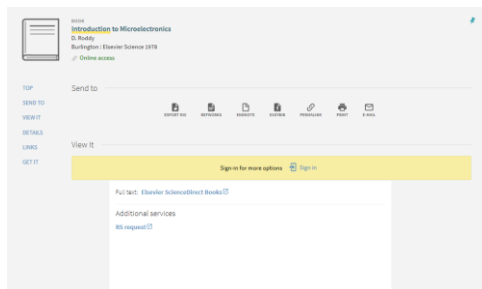 BOOK
Introduction to Microelectronics
D. Roddy
Burlington : Elsevier Science 1978
Online access
TOP
SEND TO
VIEW IT
DETAILS
LINKS
GET IT
Send to
EXPORT RIS
REFWORKS
ENDNOTE
EASYBIB
PERMALINK
PRINT
E-MAIL
View It
Sign-in for more options Sign in
Full text: Elsevier ScienceDirect Books
Additional services
RS request